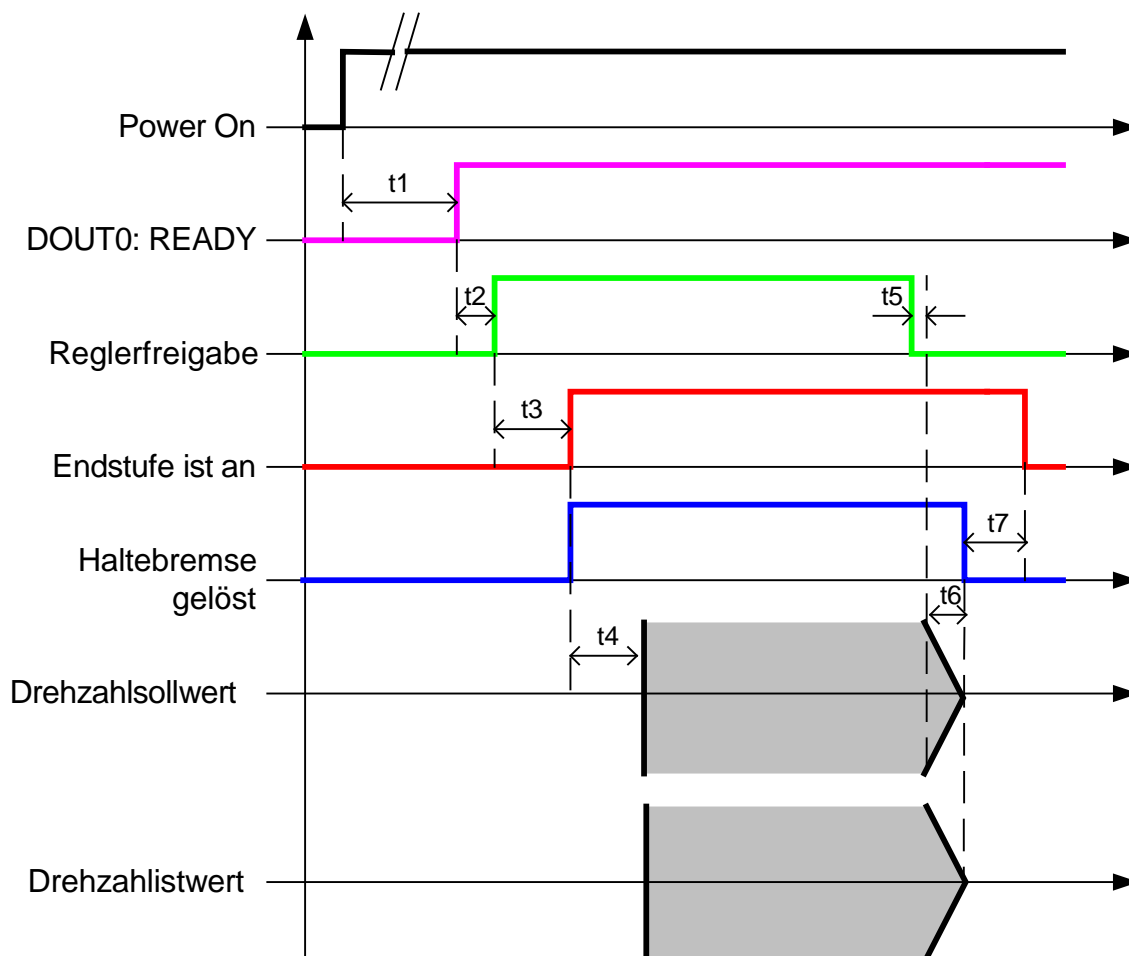 Power On
t1
DOUT0: READY
t2
t5
Reglerfreigabe
t3
Endstufe ist an
t7
Haltebremse
gelöst
t6
t4
Drehzahlsollwert
Drehzahlistwert